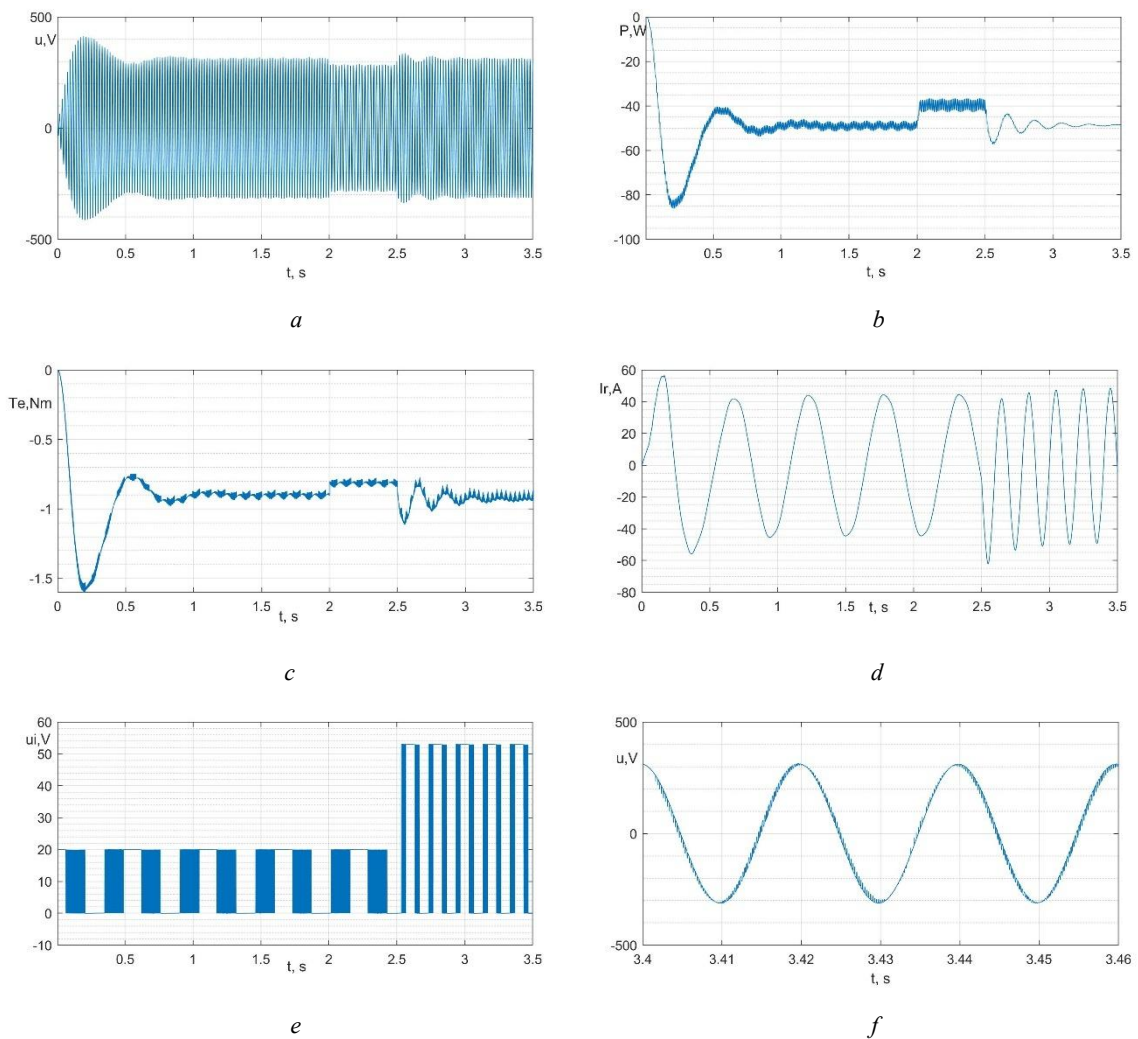 500
u,V
0
-500
0 0.5 1 1.5 2 2.5 3 3.5
t, s
a
0
P,W
-20
-40
-60
-80
-100
0.5 1 1.5 2 2.5 3 3.5
t, s
b
0
Te,Nm
-0.5
-1
-1.5
0 0.5 1 1.5 2 2.5 3 3.5
t, s
c
60
Ir,A
40
20
0
-20
-40
-60
-80
0 0.5 1 1.5 2 2.5 3 3.5
t, s
d
60
ui,V
50
40
30
20
10
0
-10
0.5 1 1.5 2 2.5 3 3.5
t, s
e
500
u,V
0
-500
3.4 3.41 3.42 3.43 3.44 3.45 3.46
t, s
f